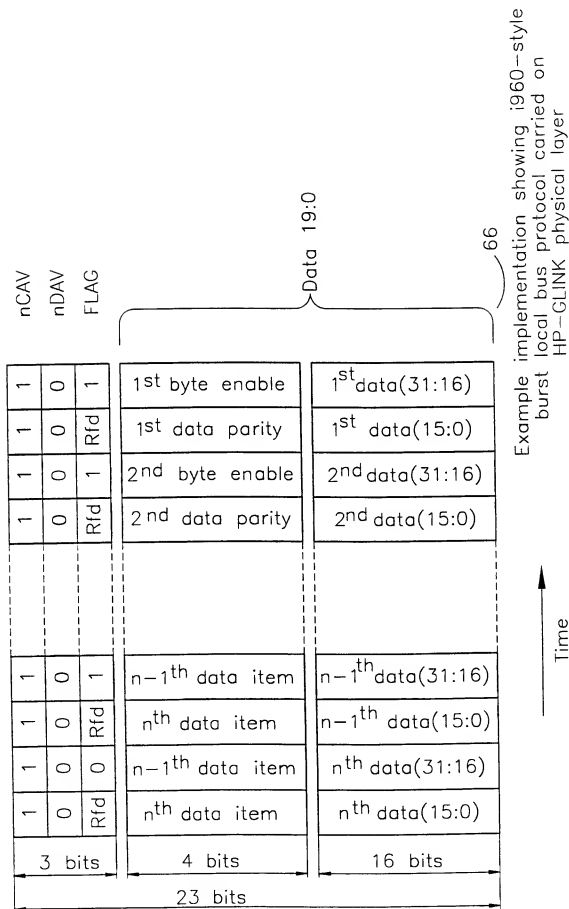 nCAV
nDAV
FLAG
1 0 1 1st byte enable 1st data(31:16)
1 0 Rfd 1st data parity 1st data(15:0)
1 0 1 2nd byte enable 2nd data(31:16)
1 0 Rfd 2nd data parity 2nd data(15:0)
1 0 1 n-1th data item n-1th data(31:16)
1 0 Rfd nth data item n-1th data(15:0)
1 0 0 n-1th data item nth data(31:16)
1 0 Rfd nth data item nth data(15:0)
3 bits
4 bits
16 bits
23 bits
Data 19:0
66
Time
Example implementation showing i960-style
burst local bus protocol carried on
HP-GLINK physical layer